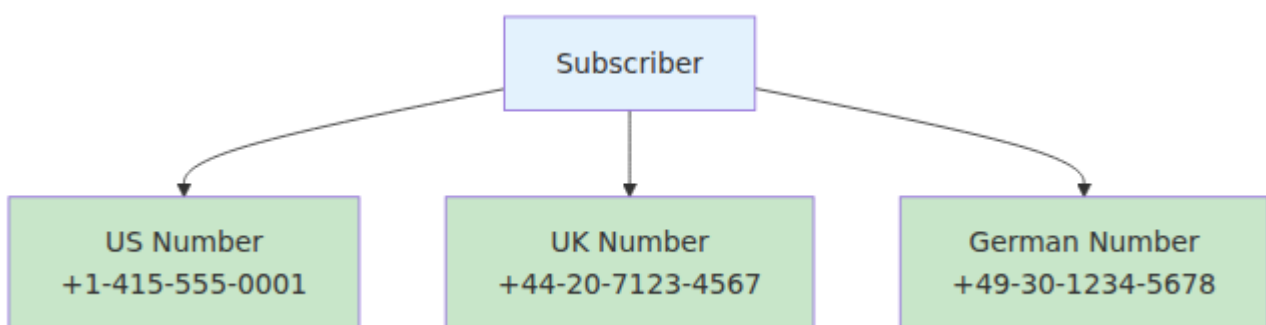 Subscriber
US Number
+1-415-555-0001
UK Number
+44-20-7123-4567
German Number
+49-30-1234-5678